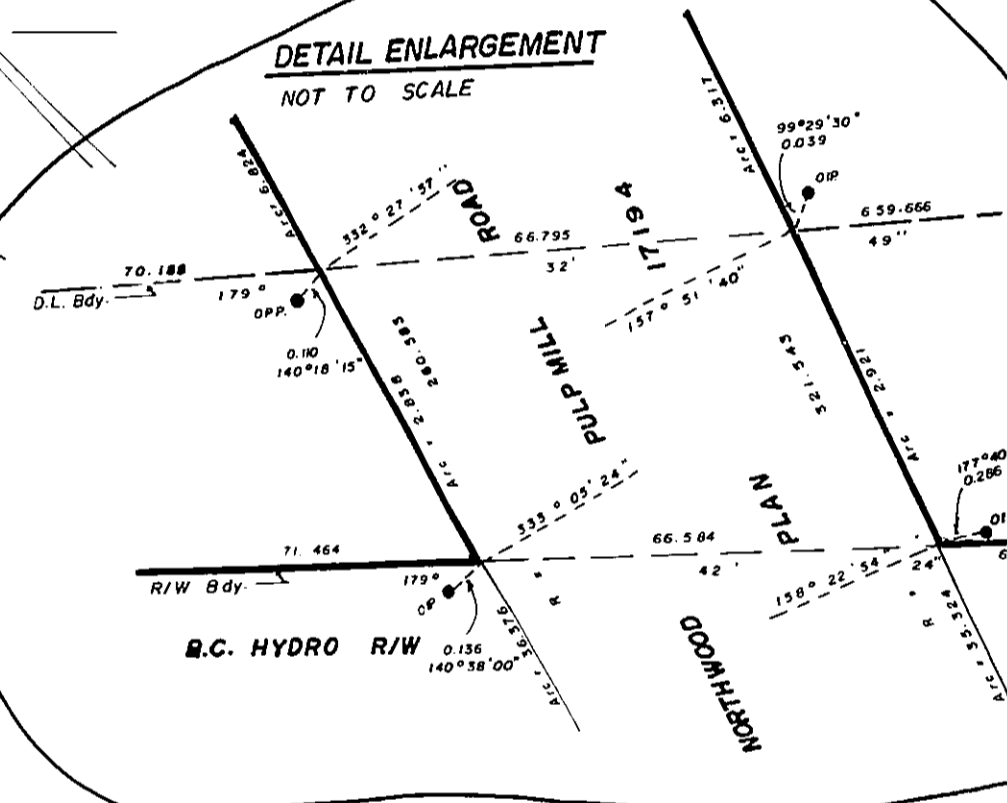 DETAIL ENLARGEMENT
NOT TO SCALE
Arc = 6.824
332° 27' 57"
ROAD
66.795
32'
17194
Arc = 6.317
99° 29' 30"
0.039
OIP
659.666
49"
70.188
179°
D.L. Bdy.
OPP.
0.110
140° 18' 15"
157° 51' 40"
Arc = 2.838
280.385
PULP MILL
321.543
Arc = 2.921
177° 40
0.286
333° 05' 24"
PLAN
71.464
66.584
42'
24"
R/W Bdy.
179°
OIP
158° 22' 54"
B.C. HYDRO R/W
0.136
140° 38' 00"
Arc = 36.376
R =
NORTHWOOD
R =
Arc = 35.324